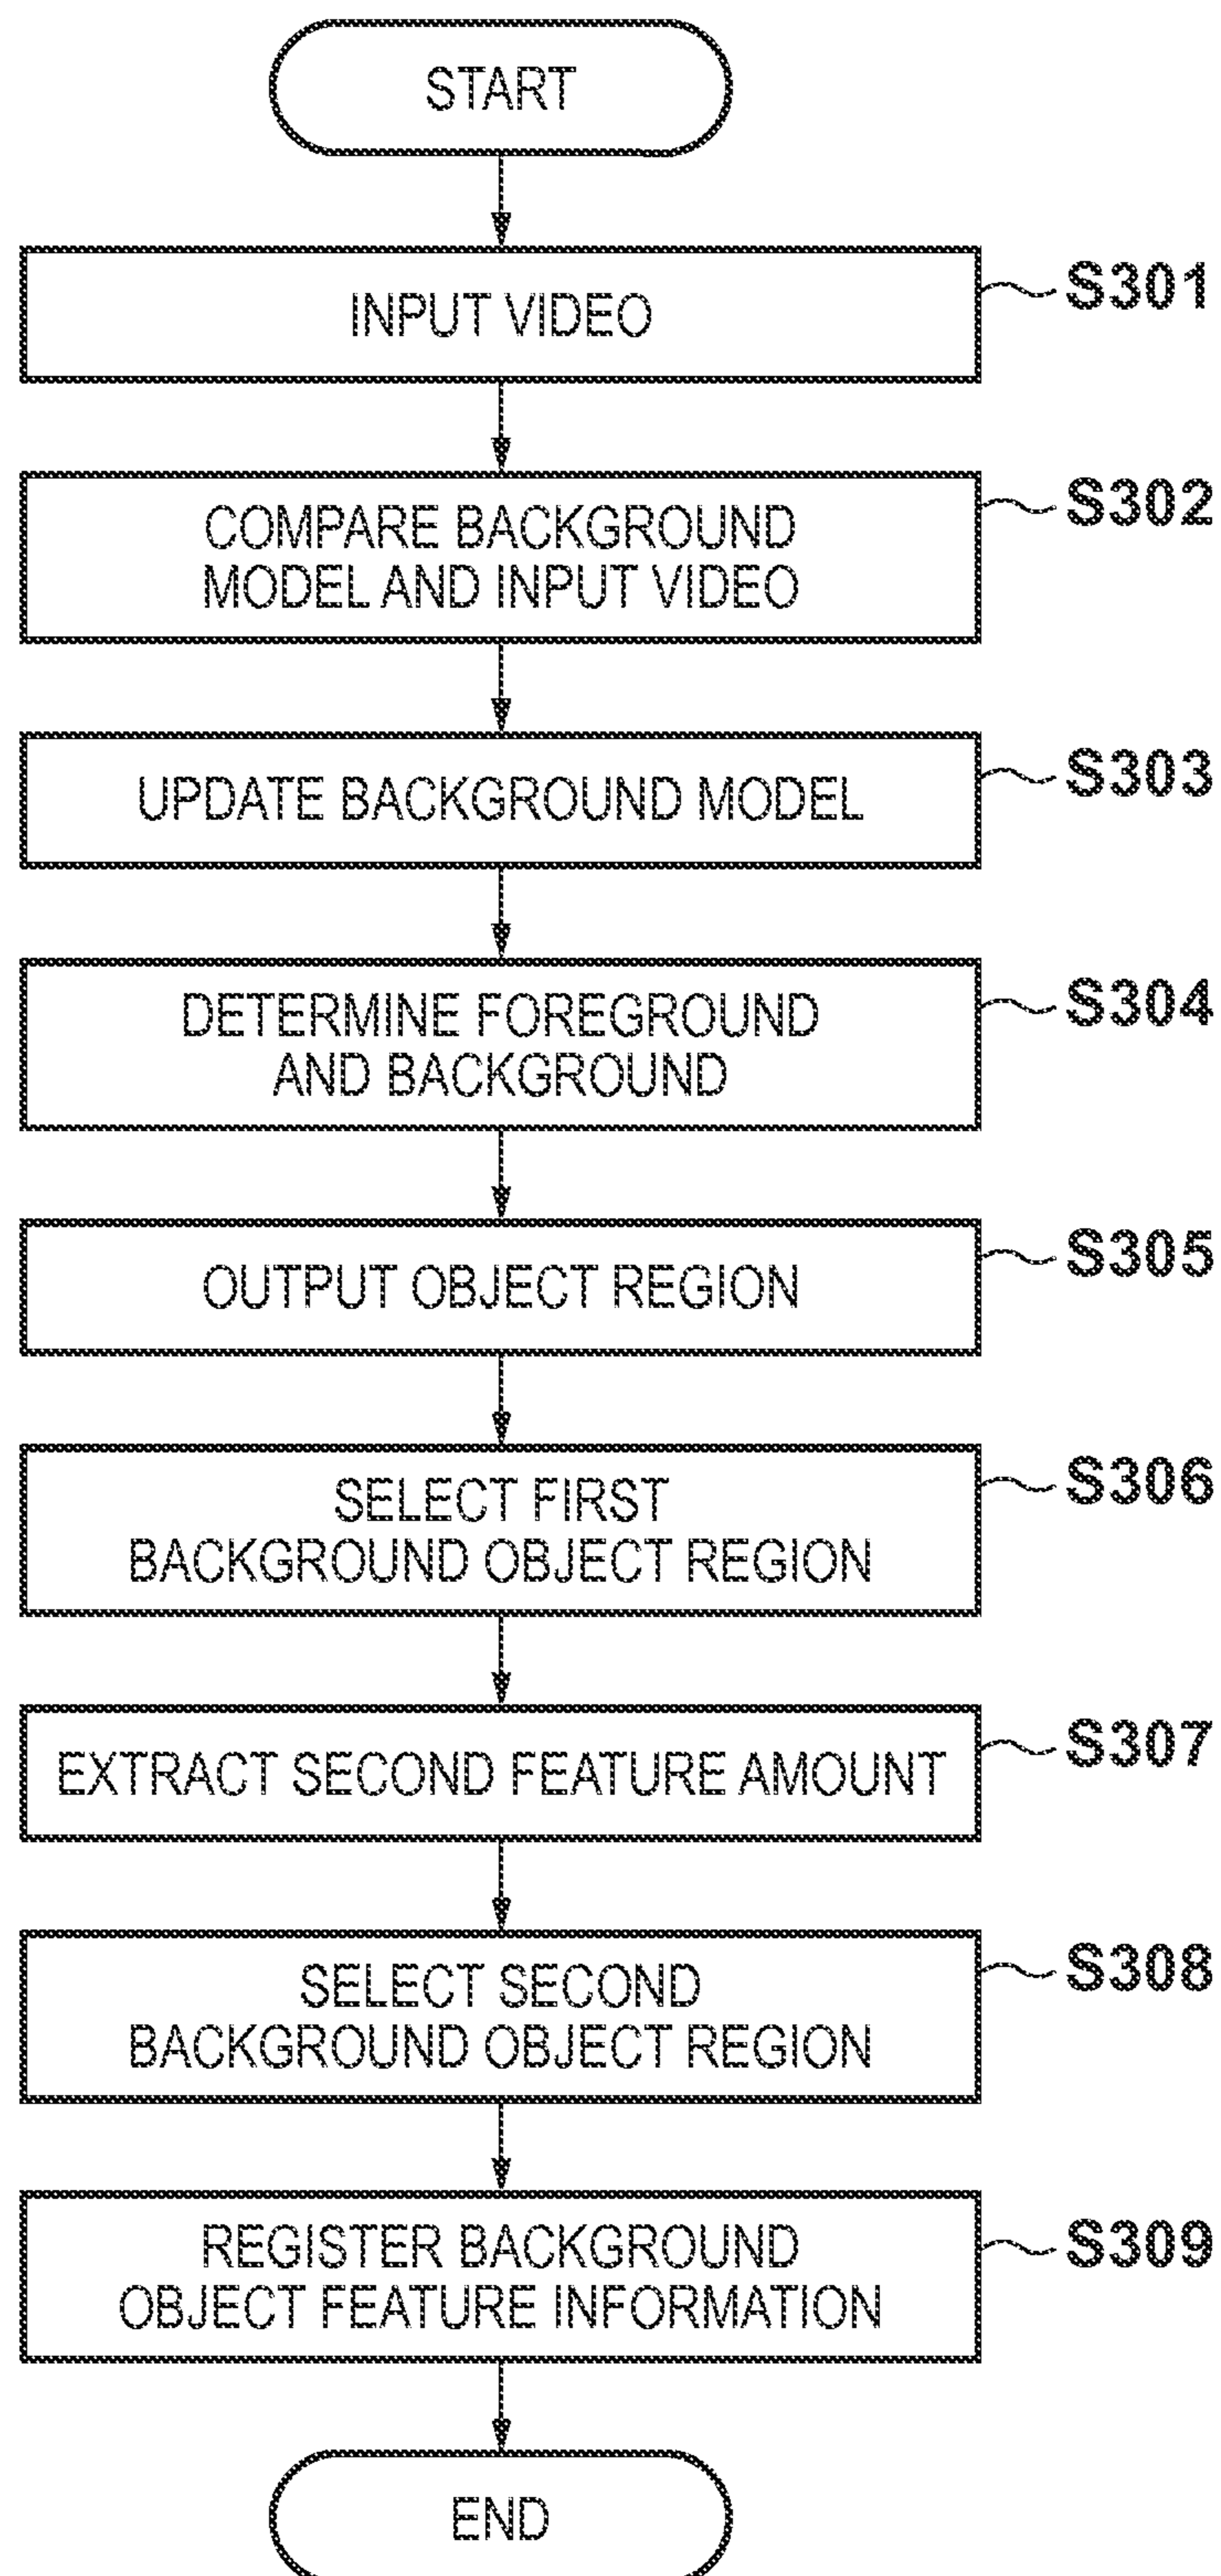 START
INPUT VIDEO
S301
COMPARE BACKGROUND
MODEL AND INPUT VIDEO
S302
UPDATE BACKGROUND MODEL
S303
DETERMINE FOREGROUND
AND BACKGROUND
S304
OUTPUT OBJECT REGION
S305
SELECT FIRST
BACKGROUND OBJECT REGION
S306
EXTRACT SECOND FEATURE AMOUNT
S307
SELECT SECOND
BACKGROUND OBJECT REGION
S308
REGISTER BACKGROUND
OBJECT FEATURE INFORMATION
S309
END